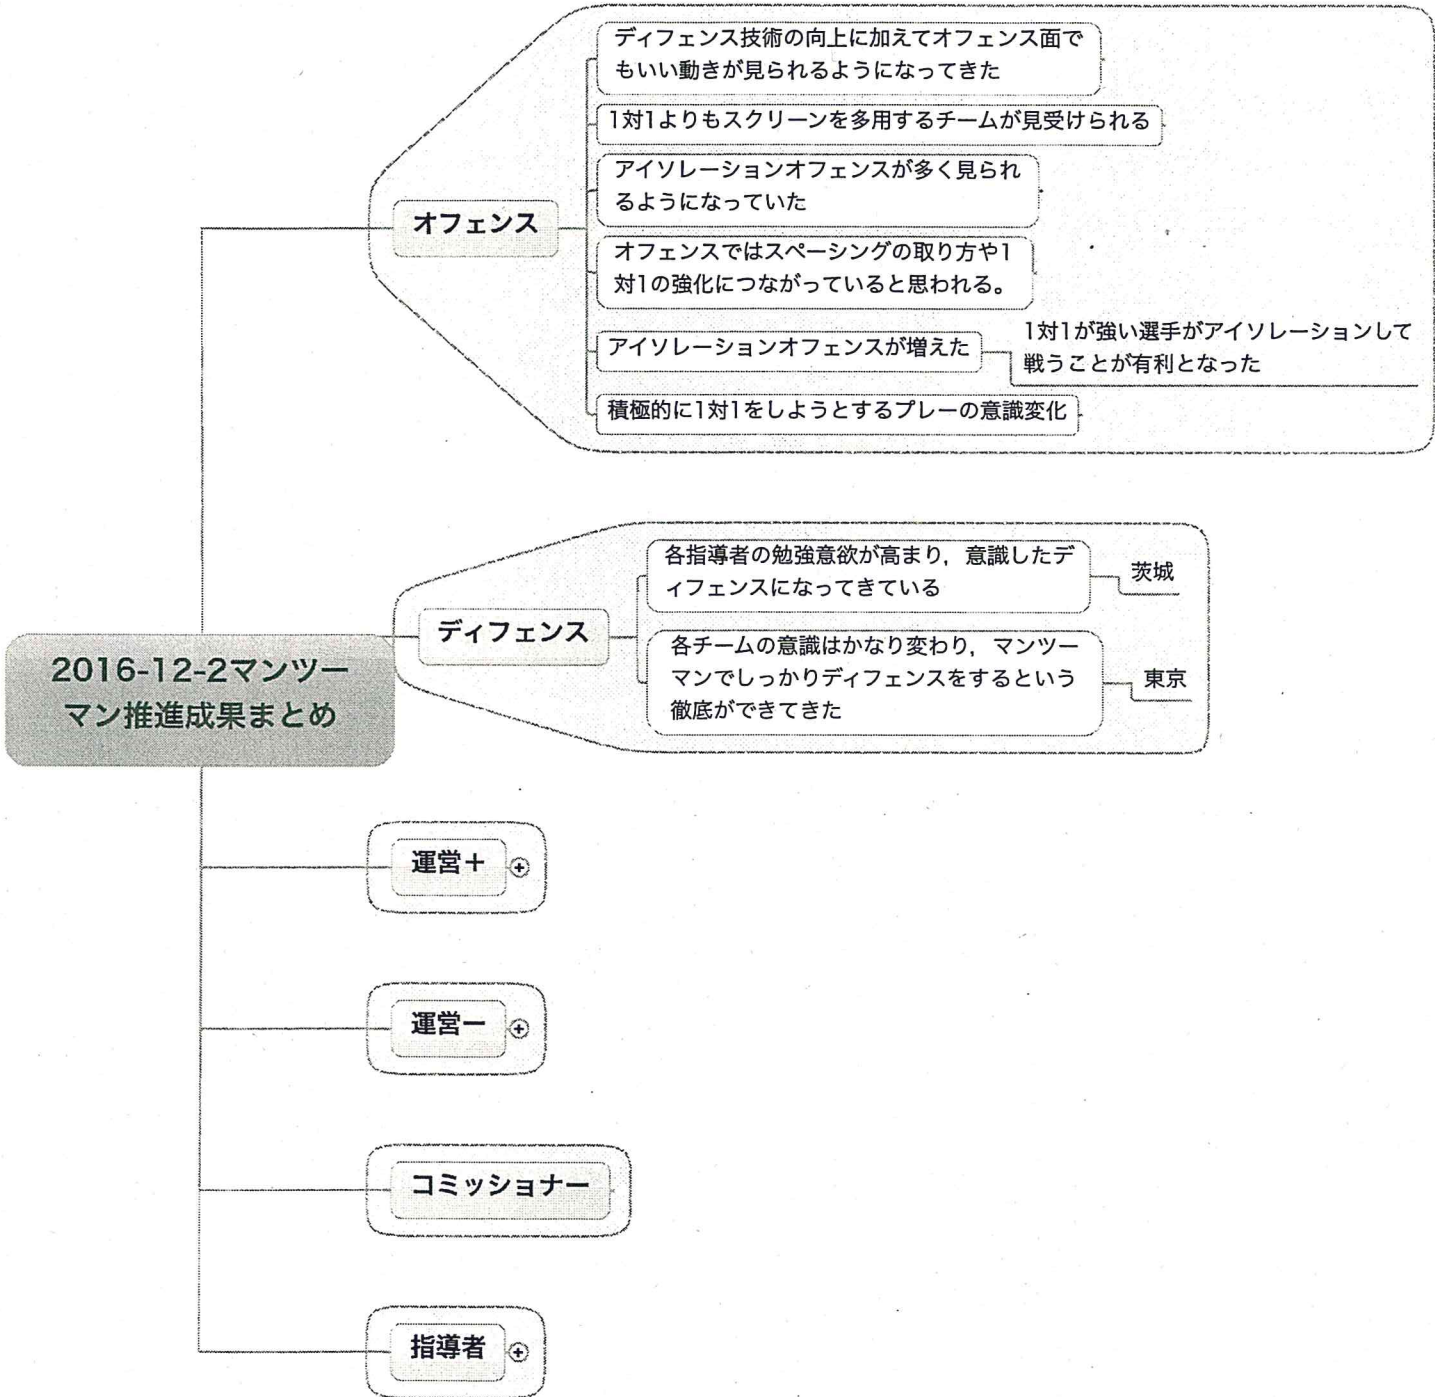 ディフェンス技術の向上に加えてオフェンス面で
もいい動きが見られるようになってきた
1対1よりもスクリーンを多用するチームが見受けられる
アイソレーションオフェンスが多く見られ
るようになっていた
オフェンス
オフェンスではスペーシングの取り方や1
対1の強化につながっていると思われる。
アイソレーションオフェンスが増えた
1対1が強い選手がアイソレーションして
戦うことが有利となった
積極的に1対1をしようとするプレーの意識変化
各指導者の勉強意欲が高まり，意識したデ
ィフェンスになってきている
茨城
ディフェンス
各チームの意識はかなり変わり，マンツー
マンでしっかりディフェンスをするという
徹底ができてきた
東京
2016-12-2マンツー
マン推進成果まとめ
運営＋
運営ー
コミッショナー
指導者